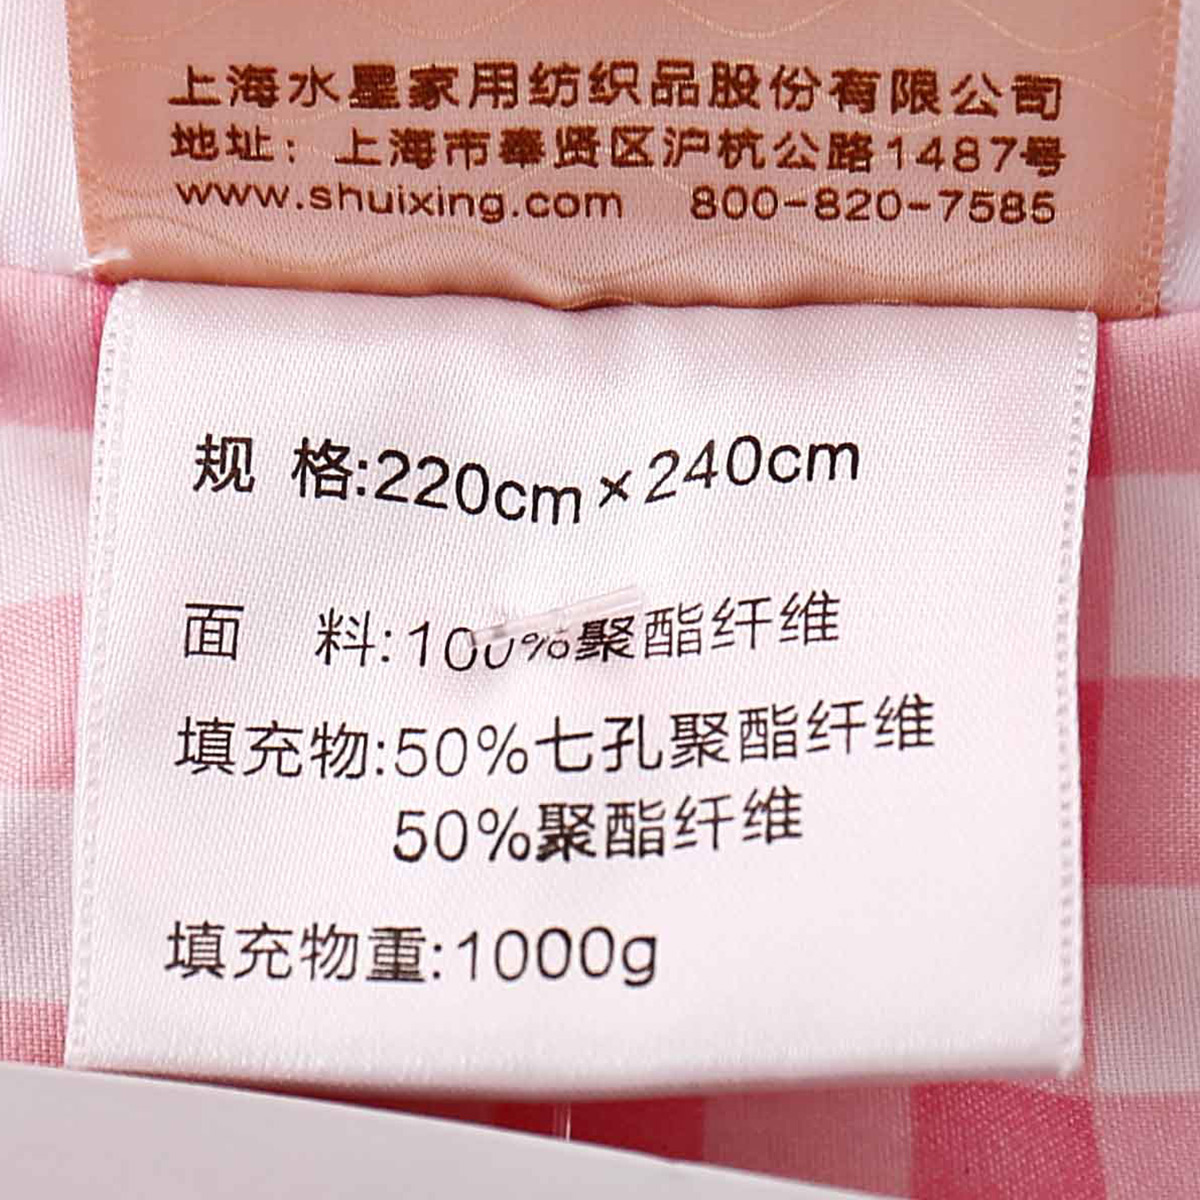 上海水星家用纺织品股份有限公司
地址：上海市奉贤区沪杭公路1487号
www.shuixing.com 800-820-7585
规 格:220cm×240cm
面 料:100%聚酯纤维
填充物:50%七孔聚酯纤维
50%聚酯纤维
填充物重:1000g